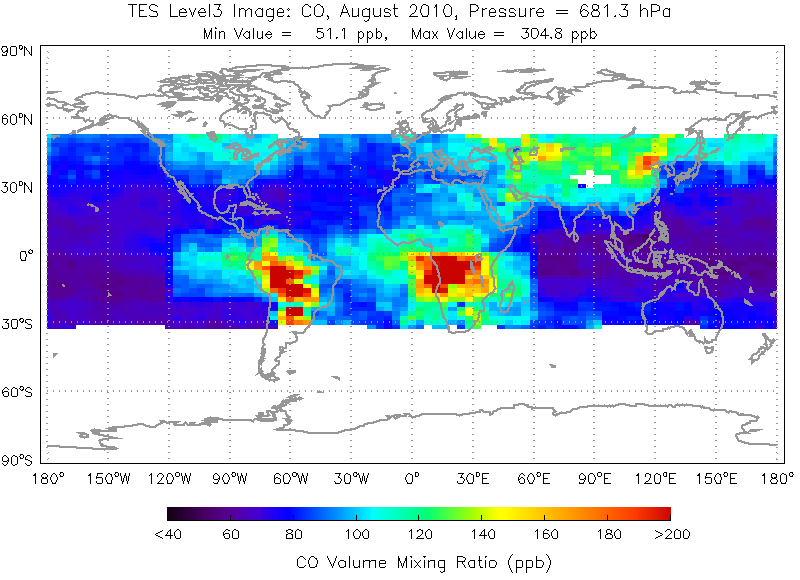 TES Level3 Image: CO, August 2010, Pressure = 681.3 hPa
Min Value = 51.1 ppb, Max Value = 304.8 ppb
90°N
60°N
30°N
0°
30°S
60°S
90°S
180° 150°W 120°W 90°W 60°W 30°W 0° 30°E 60°E 90°E 120°E 150°E 180°
<40 60 80 100 120 140 160 180 >200
CO Volume Mixing Ratio (ppb)